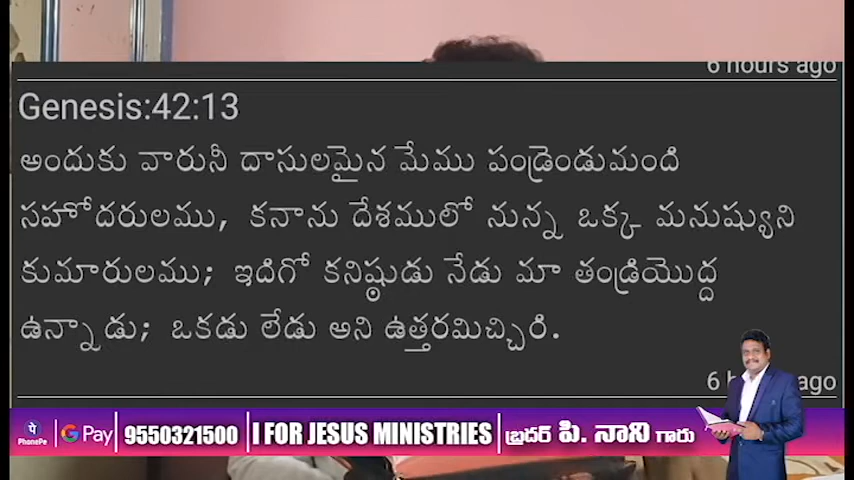 6 hours ago
Genesis:42:13
అందుకు వారునీ దాసులమైన మేము పండ్రెండుమంది
సహోదరులము, కనాను దేశములో నున్న ఒక్క మనుష్యుని
కుమారులము; ఇదిగో కనిష్ఠుడు నేడు మా తండ్రియొద్ద
ఉన్నాడు; ఒకడు లేడు అని ఉత్తరమిచ్చిరి.
6 ago
PhonePe G Pay 9550321500 I FOR JESUS MINISTRIES బ్రదర్ పి. నాని గారు